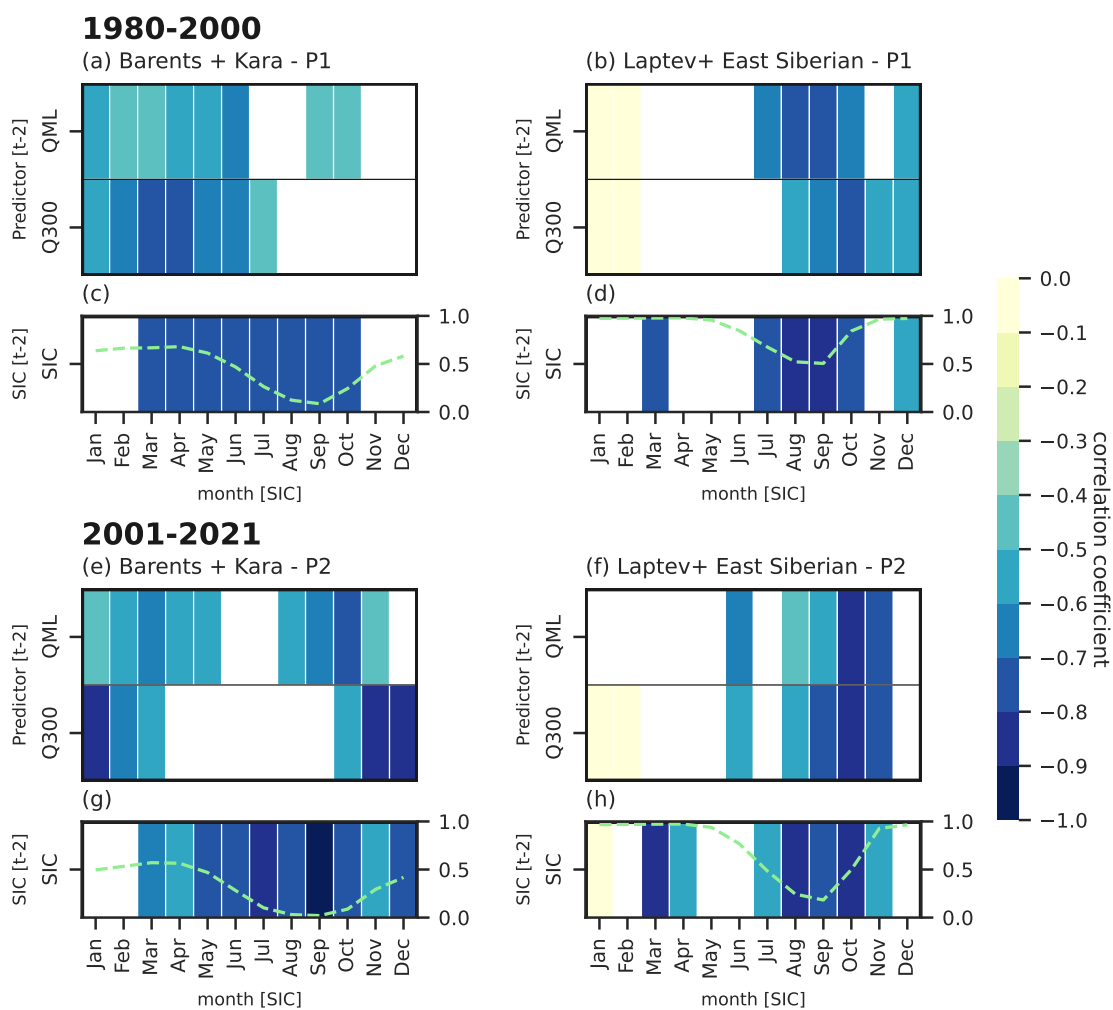 1980-2000
(a) Barents + Kara - P1
(b) Laptev+ East Siberian - P1
Predictor [t-2]
QML
Q300
Predictor [t-2]
QML
Q300
(c)
(d)
SIC [t-2]
SIC
1.0
0.5
0.0
SIC [t-2]
SIC
1.0
0.5
0.0
Jan Feb Mar Apr May Jun Jul Aug Sep Oct Nov Dec
Jan Feb Mar Apr May Jun Jul Aug Sep Oct Nov Dec
month [SIC]
month [SIC]
2001-2021
(e) Barents + Kara - P2
(f) Laptev+ East Siberian - P2
Predictor [t-2]
QML
Q300
Predictor [t-2]
QML
Q300
(g)
(h)
SIC [t-2]
SIC
1.0
0.5
0.0
SIC [t-2]
SIC
1.0
0.5
0.0
Jan Feb Mar Apr May Jun Jul Aug Sep Oct Nov Dec
Jan Feb Mar Apr May Jun Jul Aug Sep Oct Nov Dec
month [SIC]
month [SIC]
0.0
−0.1
−0.2
−0.3
−0.4
−0.5
−0.6
−0.7
−0.8
−0.9
−1.0
correlation coefficient